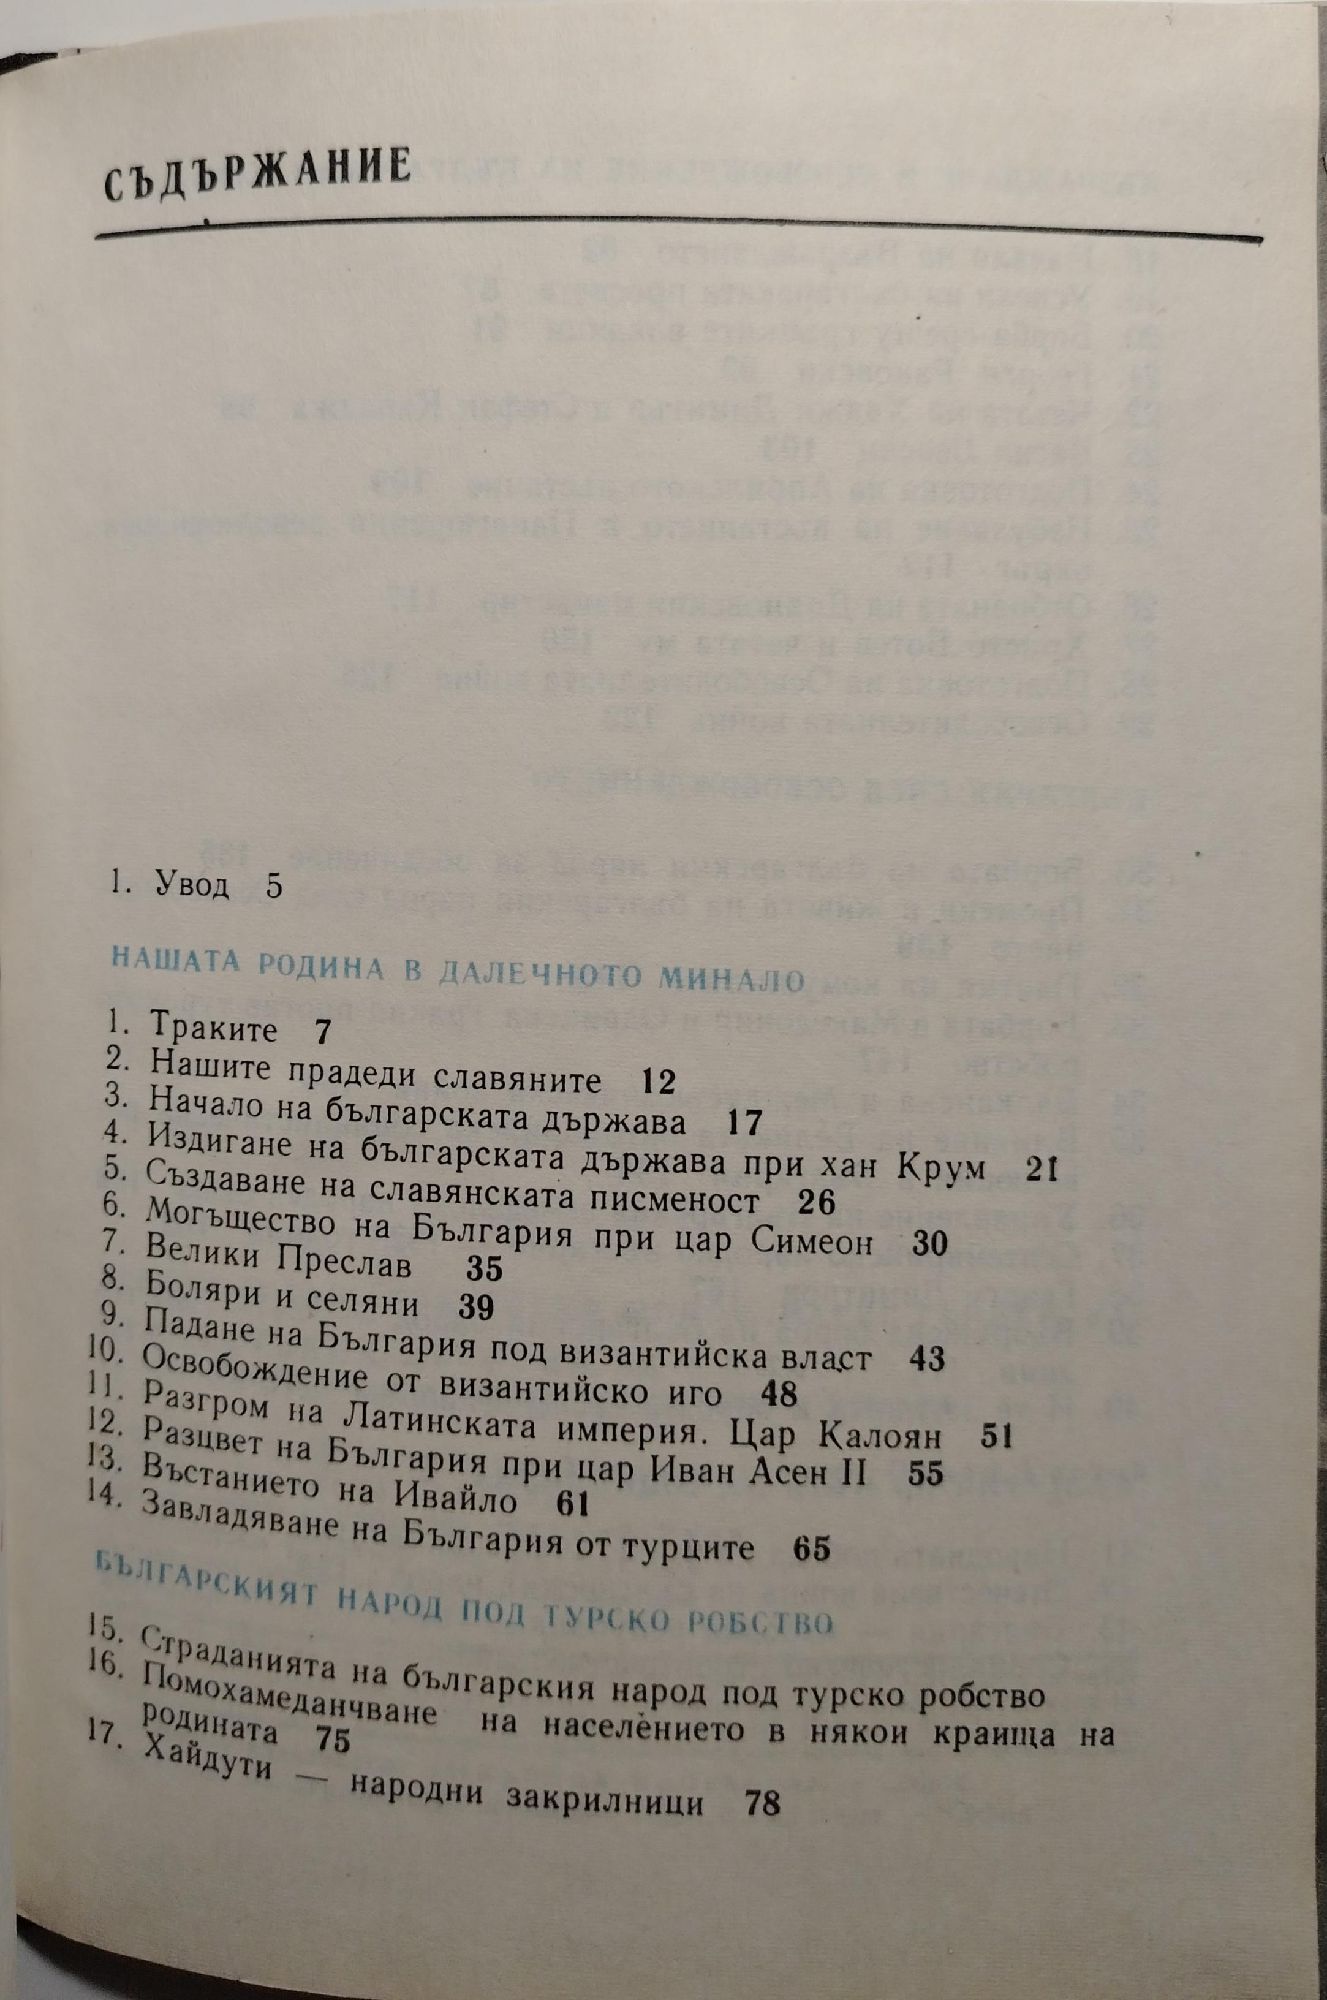 СЪДЪРЖАНИЕ
1. Увод 5
НАШАТА РОДИНА В ДАЛЕЧНОТО МИНАЛО
1. Траките 7
2. Нашите прадеди славяните 12
3. Начало на българската държава 17
4. Издигане на българската държава при хан Крум 21
5. Създаване на славянската писменост 26
6. Могъщество на България при цар Симеон 30
7. Велики Преслав 35
8. Боляри и селяни 39
9. Падане на България под византийска власт 43
10. Освобождение от византийско иго 48
11. Разгром на Латинската империя. Цар Калоян 51
12. Разцвет на България при цар Иван Асен II 55
13. Въстанието на Ивайло 61
14. Завладяване на България от турците 65
БЪЛГАРСКИЯТ НАРОД ПОД ТУРСКО РОБСТВО
15. Страданията на българския народ под турско робство
16. Помохамеданчване на населението в някои краища на
родината 75
17. Хайдути — народни закрилници 78